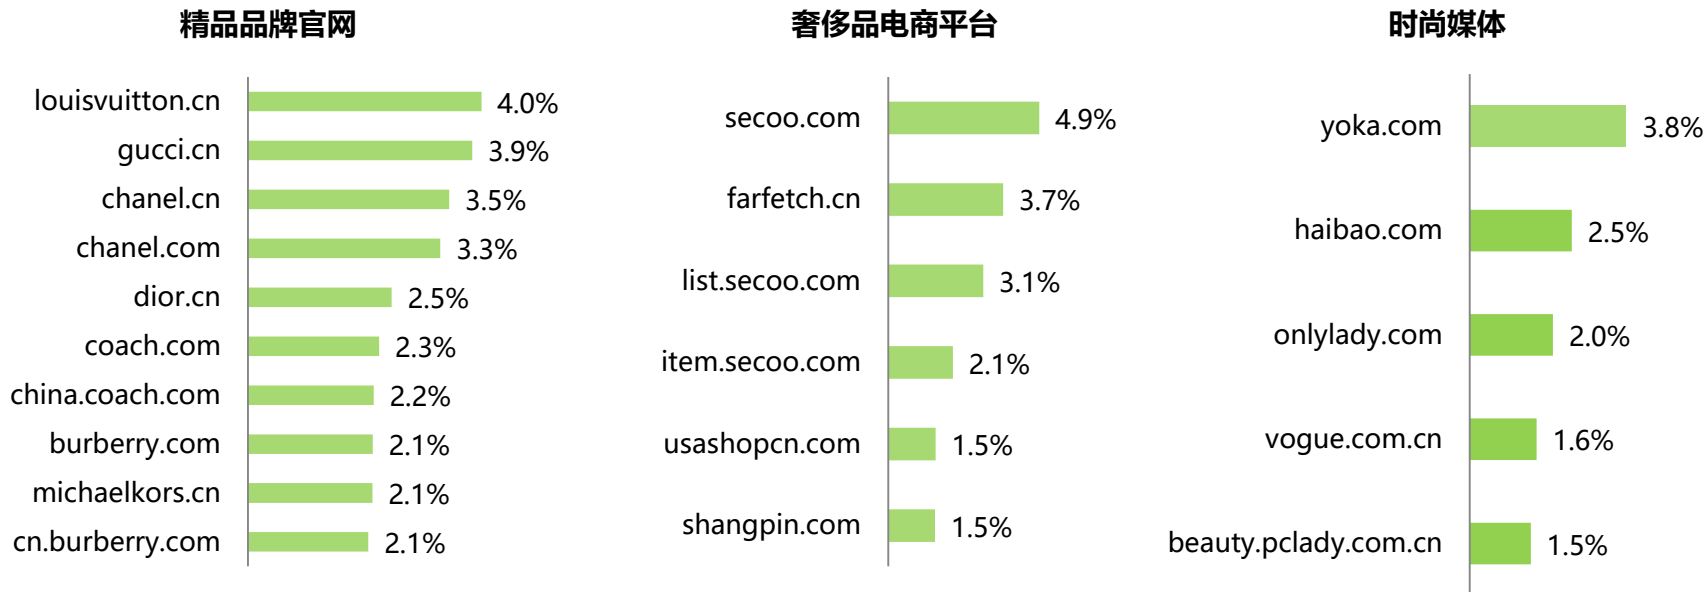 精品品牌官网
louisvuitton.cn 4.0%
gucci.cn 3.9%
chanel.cn 3.5%
chanel.com 3.3%
dior.cn 2.5%
coach.com 2.3%
china.coach.com 2.2%
burberry.com 2.1%
michaelkors.cn 2.1%
cn.burberry.com 2.1%
奢侈品电商平台
secoo.com 4.9%
farfetch.cn 3.7%
list.secoo.com 3.1%
item.secoo.com 2.1%
usashopcn.com 1.5%
shangpin.com 1.5%
时尚媒体
yoka.com 3.8%
haibao.com 2.5%
onlylady.com 2.0%
vogue.com.cn 1.6%
beauty.pclady.com.cn 1.5%